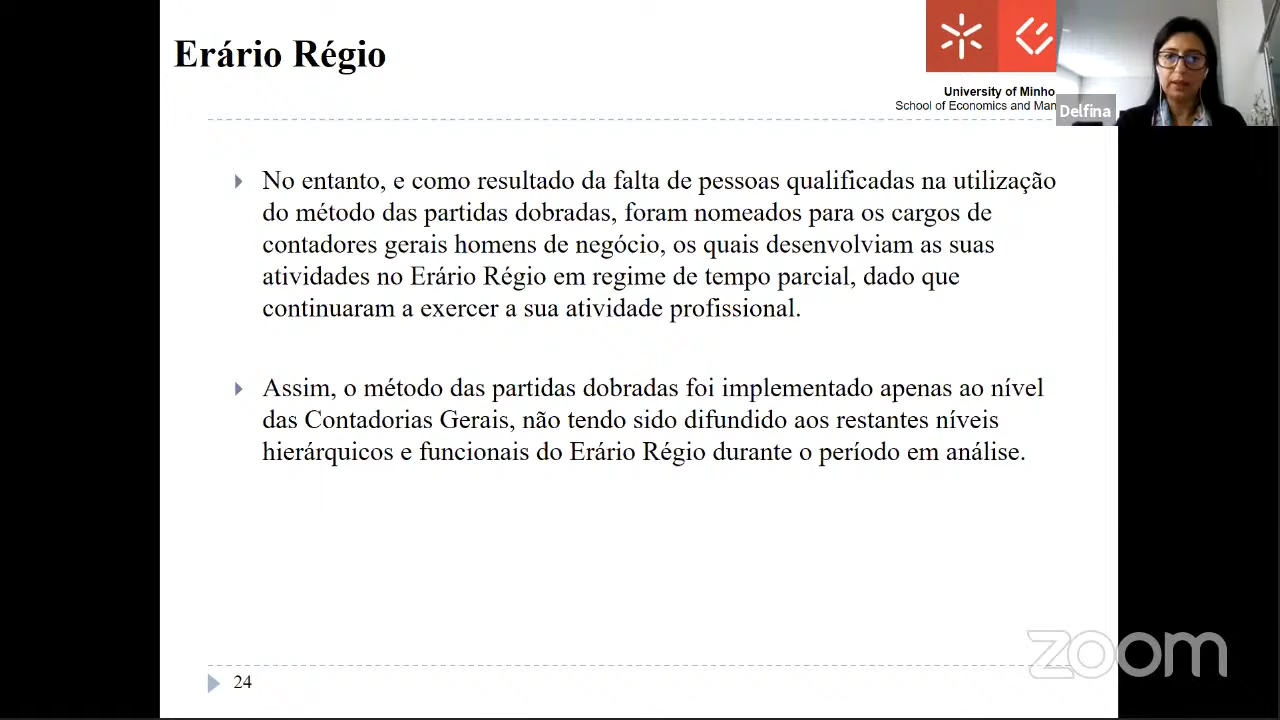 Erário Régio
University of Minho
School of Economics and Man
Delfina
No entanto, e como resultado da falta de pessoas qualificadas na utilização
do método das partidas dobradas, foram nomeados para os cargos de
contadores gerais homens de negócio, os quais desenvolviam as suas
atividades no Erário Régio em regime de tempo parcial, dado que
continuaram a exercer a sua atividade profissional.
Assim, o método das partidas dobradas foi implementado apenas ao nível
das Contadorias Gerais, não tendo sido difundido aos restantes níveis
hierárquicos e funcionais do Erário Régio durante o período em análise.
zoom
24